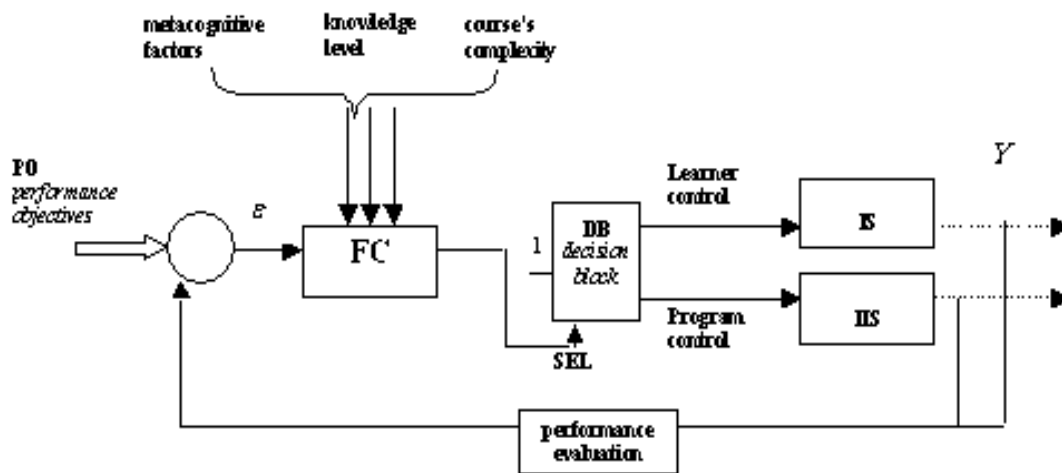 metacognitive factors
knowledge level
course's complexity
PO
performance objectives
ε
FC
1
DB
decision block
SEL
Learner control
Program control
IS
IIS
Y
performance evaluation